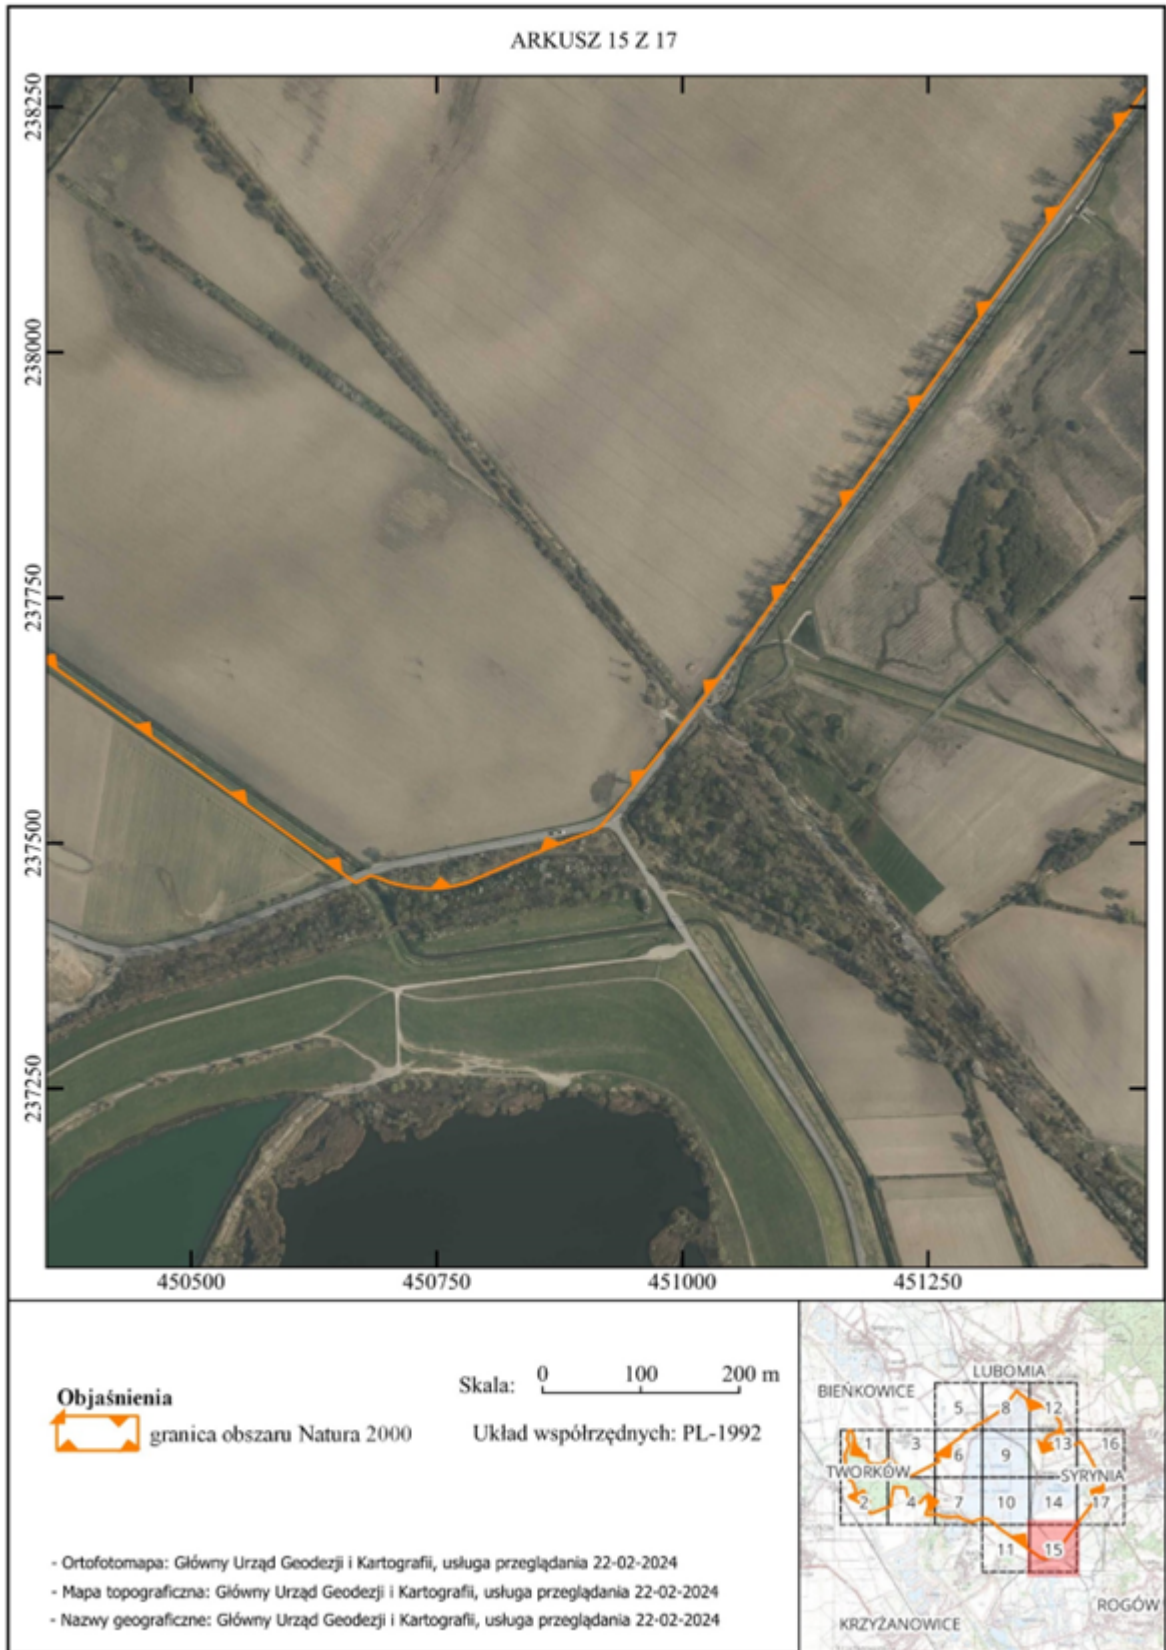 ARKUSZ 15 Z 17
238250
238000
237750
237500
237250
450500 450750 451000 451250
Objaśnienia
granica obszaru Natura 2000
Skala: 0 100 200 m
Układ współrzędnych: PL-1992
- Ortofotomapa: Główny Urząd Geodezji i Kartografii, usługa przeglądania 22-02-2024
- Mapa topograficzna: Główny Urząd Geodezji i Kartografii, usługa przeglądania 22-02-2024
- Nazwy geograficzne: Główny Urząd Geodezji i Kartografii, usługa przeglądania 22-02-2024
LUBOMIA
BIEŃKOWICE
5 8 12
1 3 6 9 13 16
TWORKÓW SYRYNIA
2 4 7 10 14 17
11 15
ROGÓW
KRZYŻANOWICE